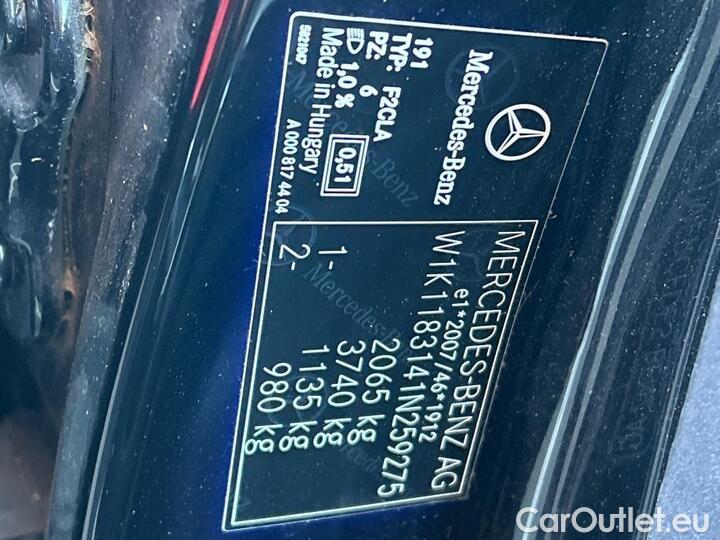 MERCEDES-BENZ AG
W1K1183141N259275
e1*2007/46*1912
2065 kg
3740 kg
1- 1135 kg
2- 980 kg
Mercedes-Benz
191
TYP: F2CLA
PZ: 6
1,0 % 0,51
Made in Hungary
A 000 817 44 04
CarOutlet.eu